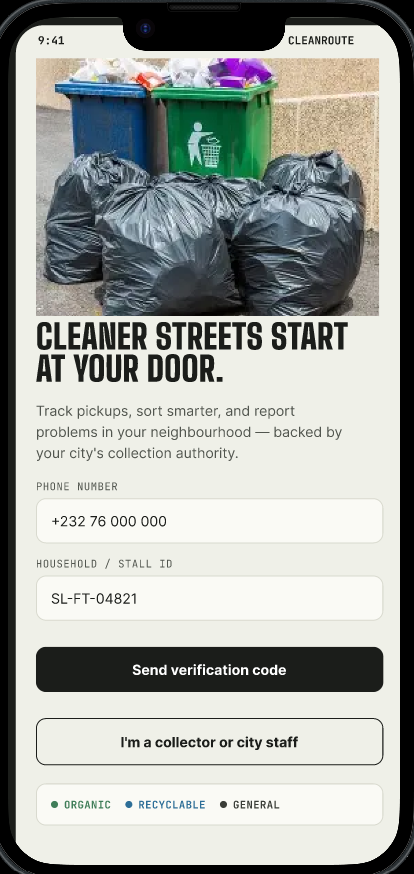 9:41
CLEANROUTE
CLEANER STREETS START
AT YOUR DOOR.
Track pickups, sort smarter, and report
problems in your neighbourhood — backed by
your city's collection authority.
PHONE NUMBER
+232 76 000 000
HOUSEHOLD / STALL ID
SL-FT-04821
Send verification code
I'm a collector or city staff
ORGANIC RECYCLABLE GENERAL